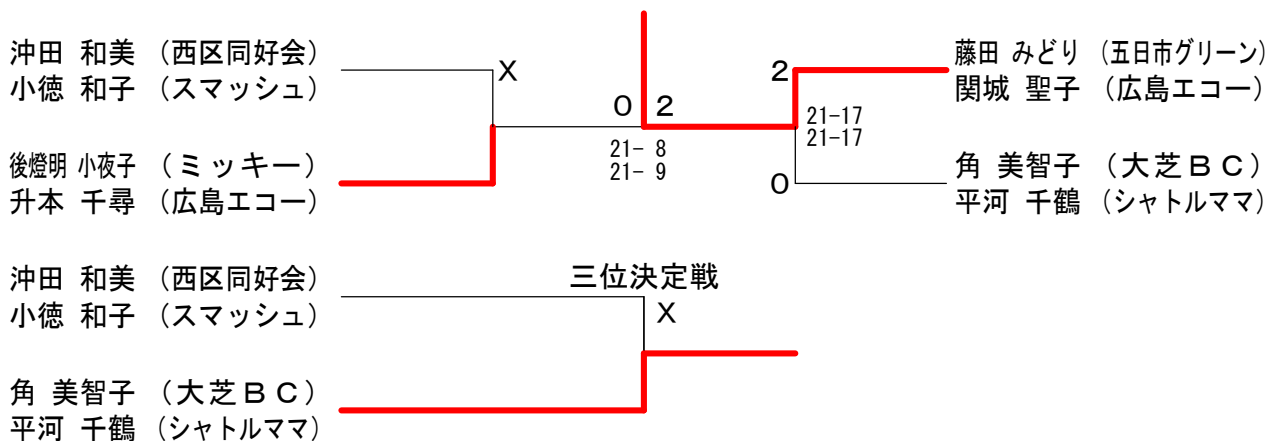 沖田 和美 （西区同好会）
小徳 和子 （スマッシュ）
X
後燈明 小夜子 （ミッキー）
升本 千尋 （広島エコー）
0 2
21- 8
21- 9
2
21-17
21-17
0
藤田 みどり （五日市グリーン）
関城 聖子 （広島エコー）
角 美智子 （大芝ＢＣ）
平河 千鶴 （シャトルママ）
三位決定戦
沖田 和美 （西区同好会）
小徳 和子 （スマッシュ）
X
角 美智子 （大芝ＢＣ）
平河 千鶴 （シャトルママ）